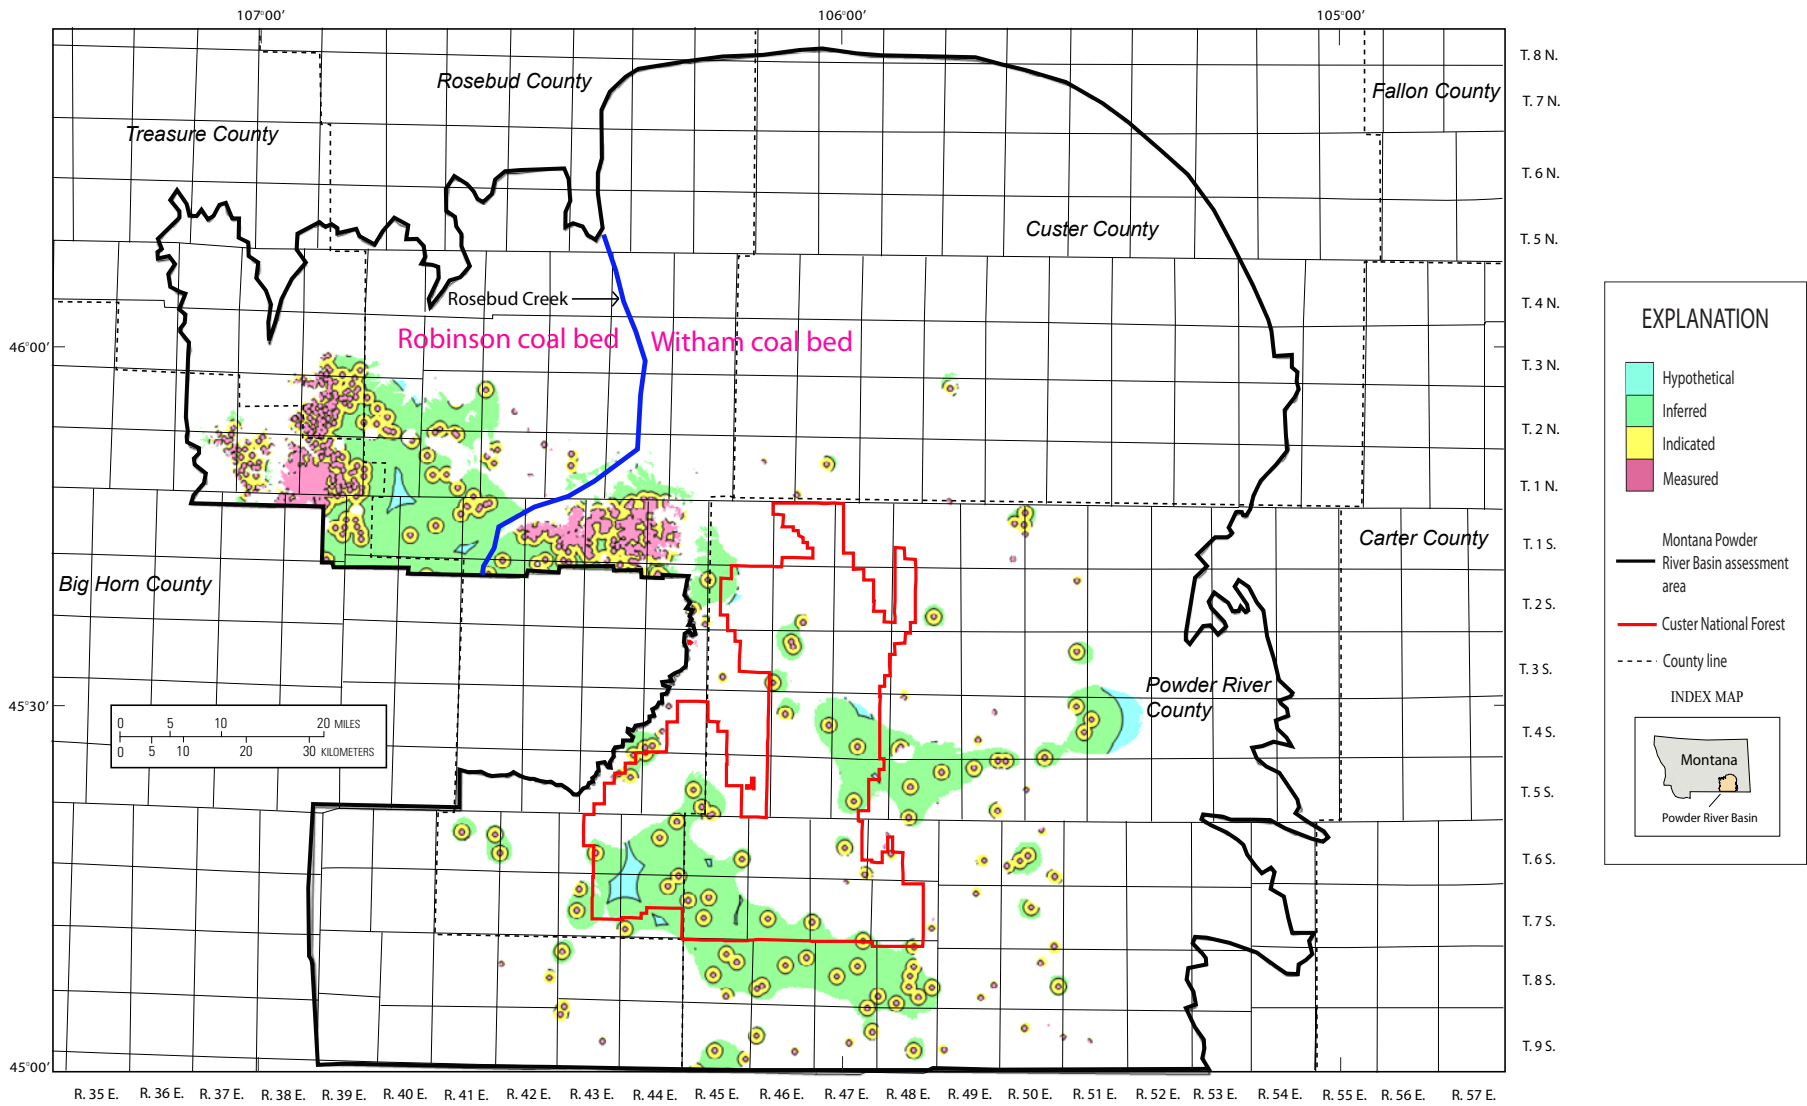 107°00'
106°00'
105°00'
T. 8 N.
Rosebud County
Fallon County
T. 7 N.
Treasure County
T. 6 N.
Custer County
T. 5 N.
Rosebud Creek
T. 4 N.
EXPLANATION
Robinson coal bed
Witham coal bed
46°00'
T. 3 N.
Hypothetical
Inferred
T. 2 N.
Indicated
Measured
T. 1 N.
Carter County
T. 1 S.
Montana Powder
River Basin assessment
area
Big Horn County
T. 2 S.
Custer National Forest
County line
T. 3 S.
Powder River
County
INDEX MAP
45°30'
0 5 10 20 MILES
0 5 10 20 30 KILOMETERS
T. 4 S.
Montana
T. 5 S.
Powder River Basin
T. 6 S.
T. 7 S.
T. 8 S.
T. 9 S.
45°00'
R. 35 E. R. 36 E. R. 37 E. R. 38 E. R. 39 E. R. 40 E. R. 41 E. R. 42 E. R. 43 E. R. 44 E. R. 45 E. R. 46 E. R. 47 E. R. 48 E. R. 49 E. R. 50 E. R. 51 E. R. 52 E. R. 53 E. R. 54 E. R. 55 E. R. 56 E. R. 57 E.